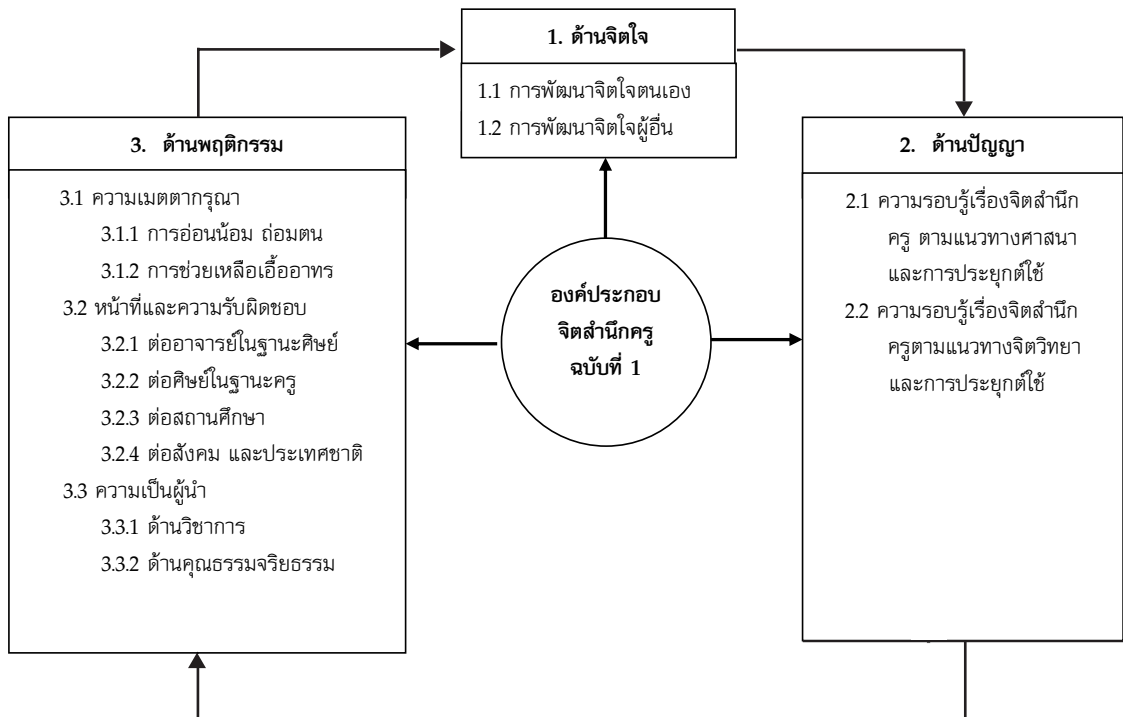 1. ด้านจิตใจ
1.1 การพัฒนาจิตใจตนเอง
1.2 การพัฒนาจิตใจผู้อื่น
2. ด้านปัญญา
2.1 ความรอบรู้เรื่องจิตสำนึก
ครู ตามแนวทางศาสนา
และการประยุกต์ใช้
2.2 ความรอบรู้เรื่องจิตสำนึก
ครูตามแนวทางจิตวิทยา
และการประยุกต์ใช้
3. ด้านพฤติกรรม
3.1 ความเมตตากรุณา
3.1.1 การอ่อนน้อม ถ่อมตน
3.1.2 การช่วยเหลือเอื้ออาทร
3.2 หน้าที่และความรับผิดชอบ
3.2.1 ต่ออาจารย์ในฐานะศิษย์
3.2.2 ต่อศิษย์ในฐานะครู
3.2.3 ต่อสถานศึกษา
3.2.4 ต่อสังคม และประเทศชาติ
3.3 ความเป็นผู้นำ
3.3.1 ด้านวิชาการ
3.3.2 ด้านคุณธรรมจริยธรรม
องค์ประกอบ
จิตสำนึกครู
ฉบับที่ 1